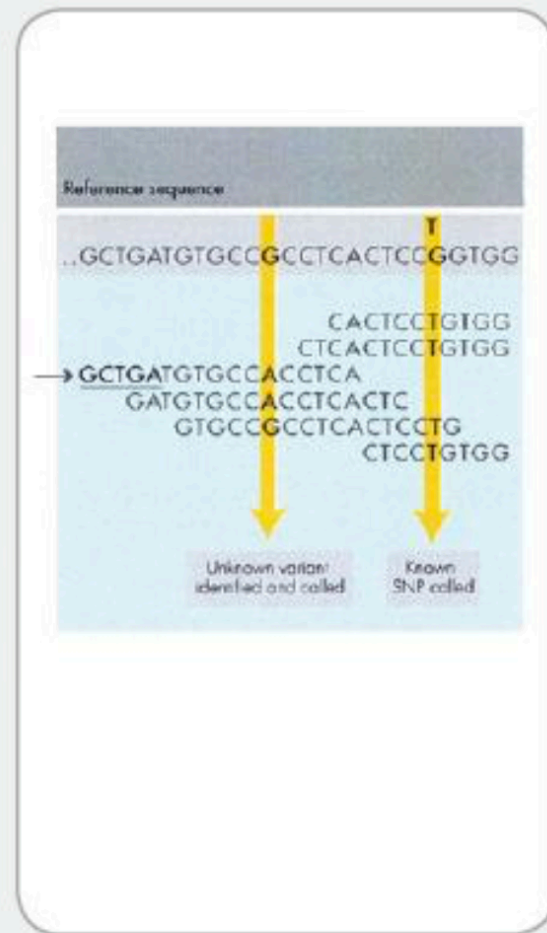 Reference sequence
T
..GCTGATGTGCCGCCTCACTCCGGTGG
CACTCCTGTGG
CTCACTCCTGTGG
GCTGATGTGCCACCTCA
GATGTGCCACCTCACTC
GTGCCGCCTCACTCCTG
CTCCTGTGG
Unknown variant
identified and called
Known
SNP called